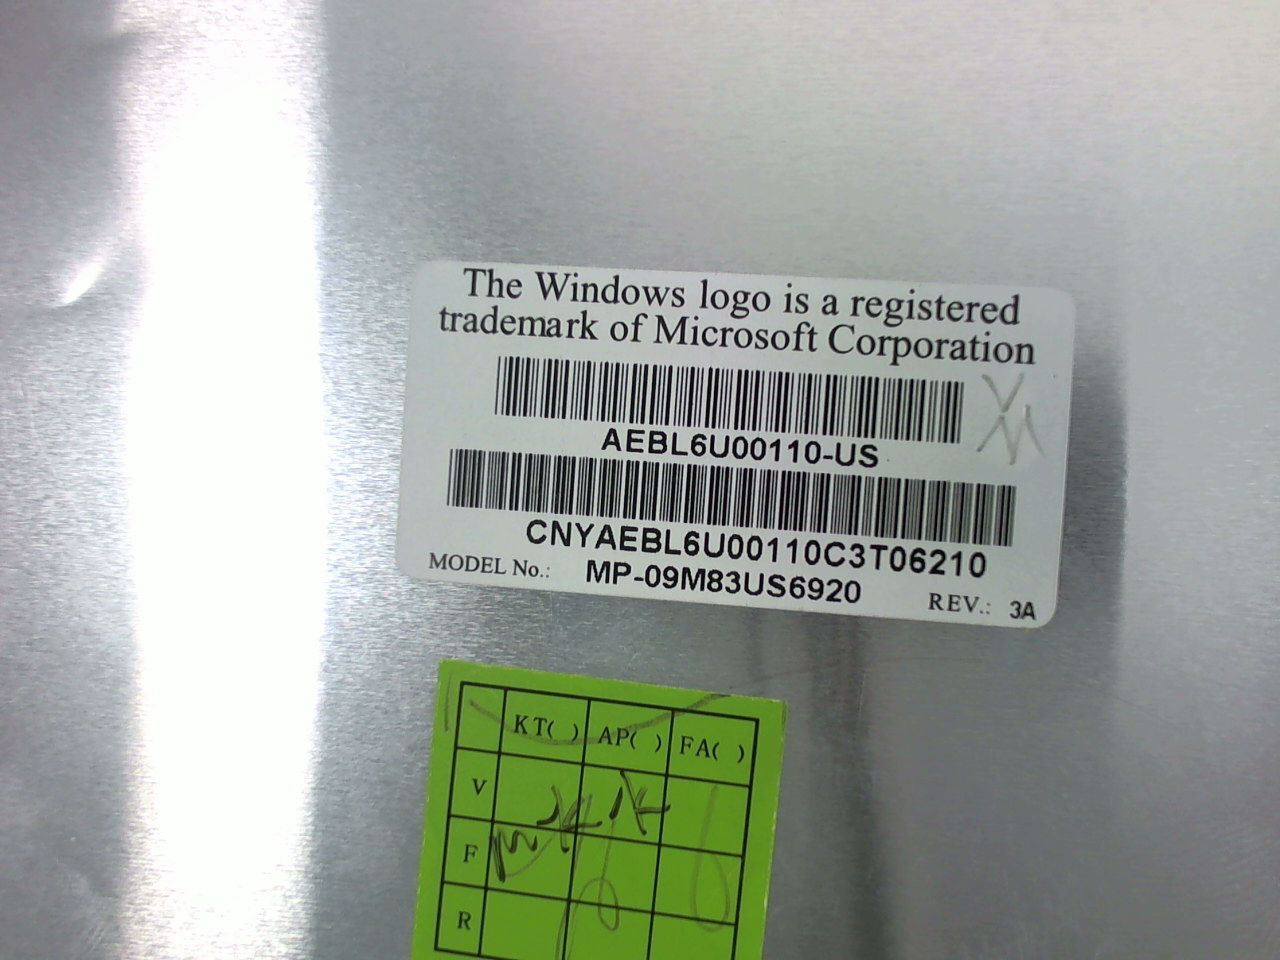 The Windows logo is a registered
trademark of Microsoft Corporation
AEBL6U00110-US
CNYAEBL6U00110C3T06210
MODEL No.: MP-09M83US6920 REV.: 3A
KT( ) AP( ) FA( )
V
F
R